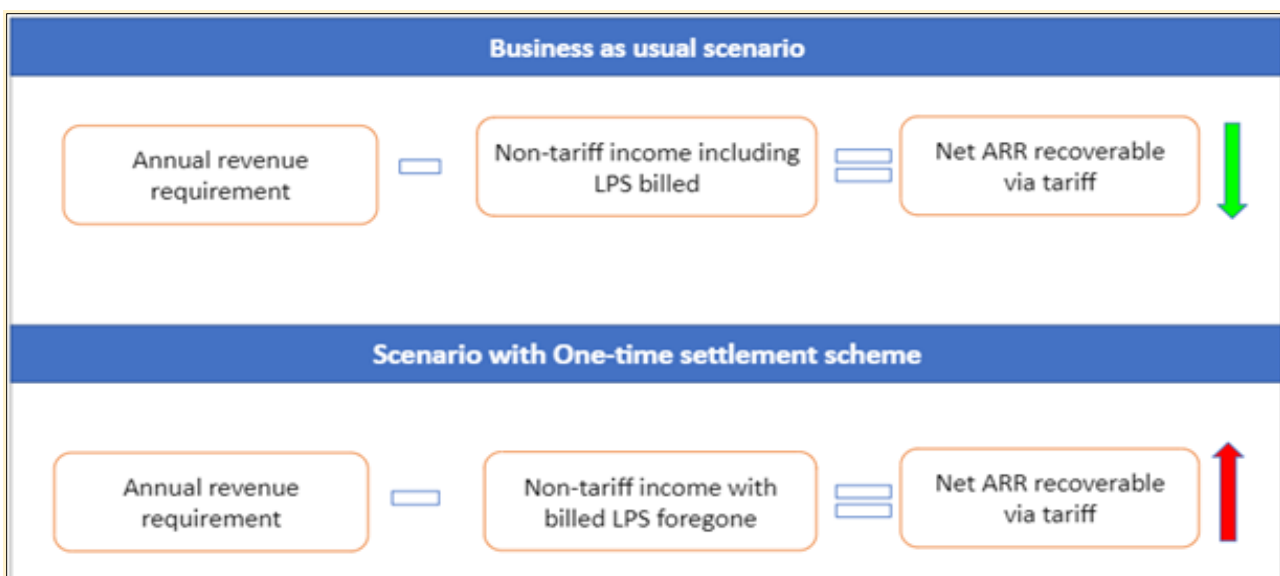 Business as usual scenario
Annual revenue
requirement
Non-tariff income including
LPS billed
Net ARR recoverable
via tariff
Scenario with One-time settlement scheme
Annual revenue
requirement
Non-tariff income with
billed LPS foregone
Net ARR recoverable
via tariff